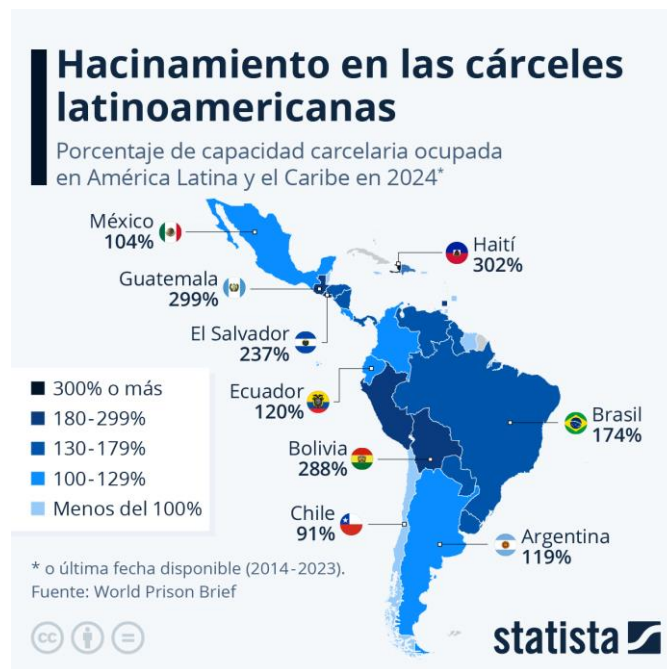 Hacinamiento en las cárceles
latinoamericanas
Porcentaje de capacidad carcelaria ocupada
en América Latina y el Caribe en 2024*
México
104%
Haití
302%
Guatemala
299%
El Salvador
237%
Ecuador
120%
Brasil
174%
Bolivia
288%
Chile
91%
Argentina
119%
300% o más
180-299%
130-179%
100-129%
Menos del 100%
* o última fecha disponible (2014-2023).
Fuente: World Prison Brief
cc
statista